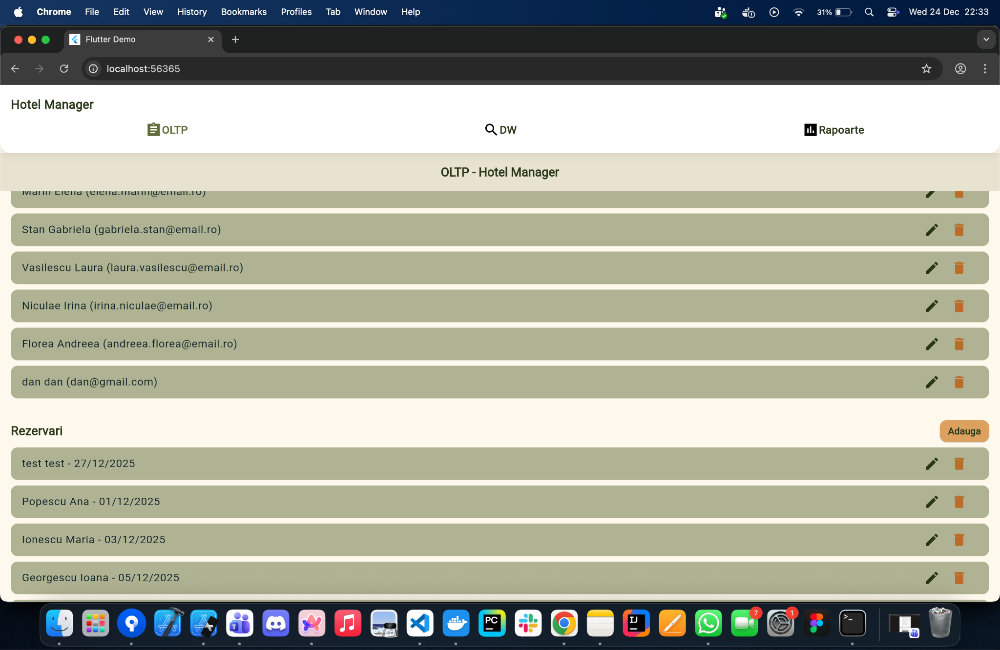 Chrome File Edit View History Bookmarks Profiles Tab Window Help 31% Wed 24 Dec 22:33
Flutter Demo
localhost:56365
Hotel Manager
OLTP DW Rapoarte
OLTP - Hotel Manager
Marin Elena (elena.marin@email.ro)
Stan Gabriela (gabriela.stan@email.ro)
Vasilescu Laura (laura.vasilescu@email.ro)
Niculae Irina (irina.niculae@email.ro)
Florea Andreea (andreea.florea@email.ro)
dan dan (dan@gmail.com)
Rezervari Adauga
test test - 27/12/2025
Popescu Ana - 01/12/2025
Ionescu Maria - 03/12/2025
Georgescu Ioana - 05/12/2025
T PC IJ 7 1 >_